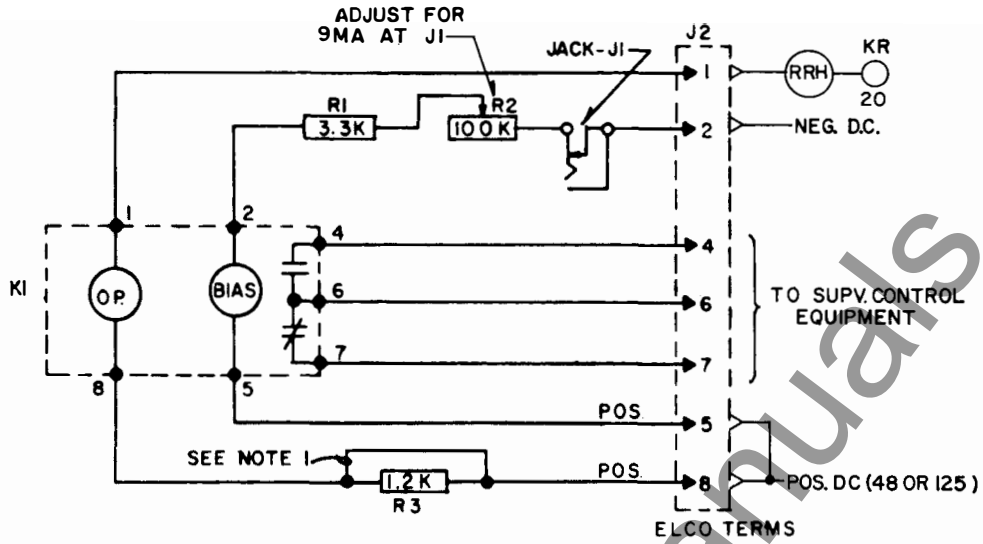 ADJUST FOR
9MA AT J1
JACK-J1
J2
KR
1
RRH
20
R1
R2
3.3K
100K
2
NEG. D.C.
1
2
4
4
K1
O.P.
BIAS
6
6
TO SUPV. CONTROL
EQUIPMENT
7
7
8
5
POS.
5
SEE NOTE 1
1.2K
R3
POS.
8
POS. DC (48 OR 125)
ELCO TERMS
anuals